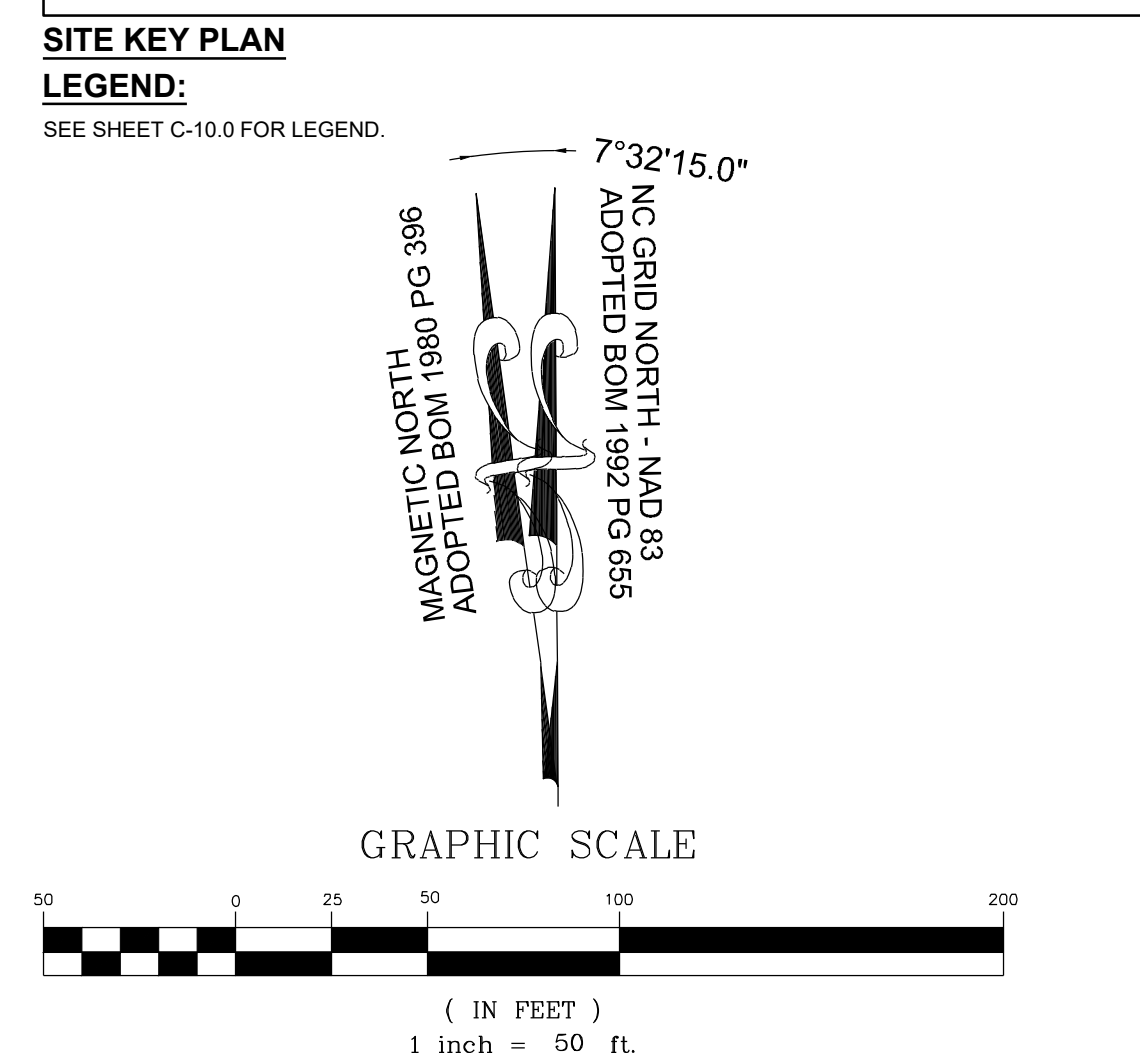 SITE KEY PLAN
LEGEND:
SEE SHEET C-10.0 FOR LEGEND.
7°32'15.0"
MAGNETIC NORTH
ADOPTED BOM 1980 PG 396
NC GRID NORTH - NAD 83
ADOPTED BOM 1992 PG 655
GRAPHIC SCALE
50 0 25 50 100 200
( IN FEET )
1 inch = 50 ft.